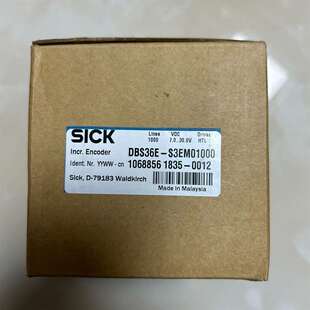 SICK
Lines VDC Driver
1000 7.0..30.0V HTL
Incr. Encoder DBS36E-S3EM01000
Ident. Nr. YYWW-cn 1068856 1835-0012
Sick, D-79183 Waldkirch
Made in Malaysia